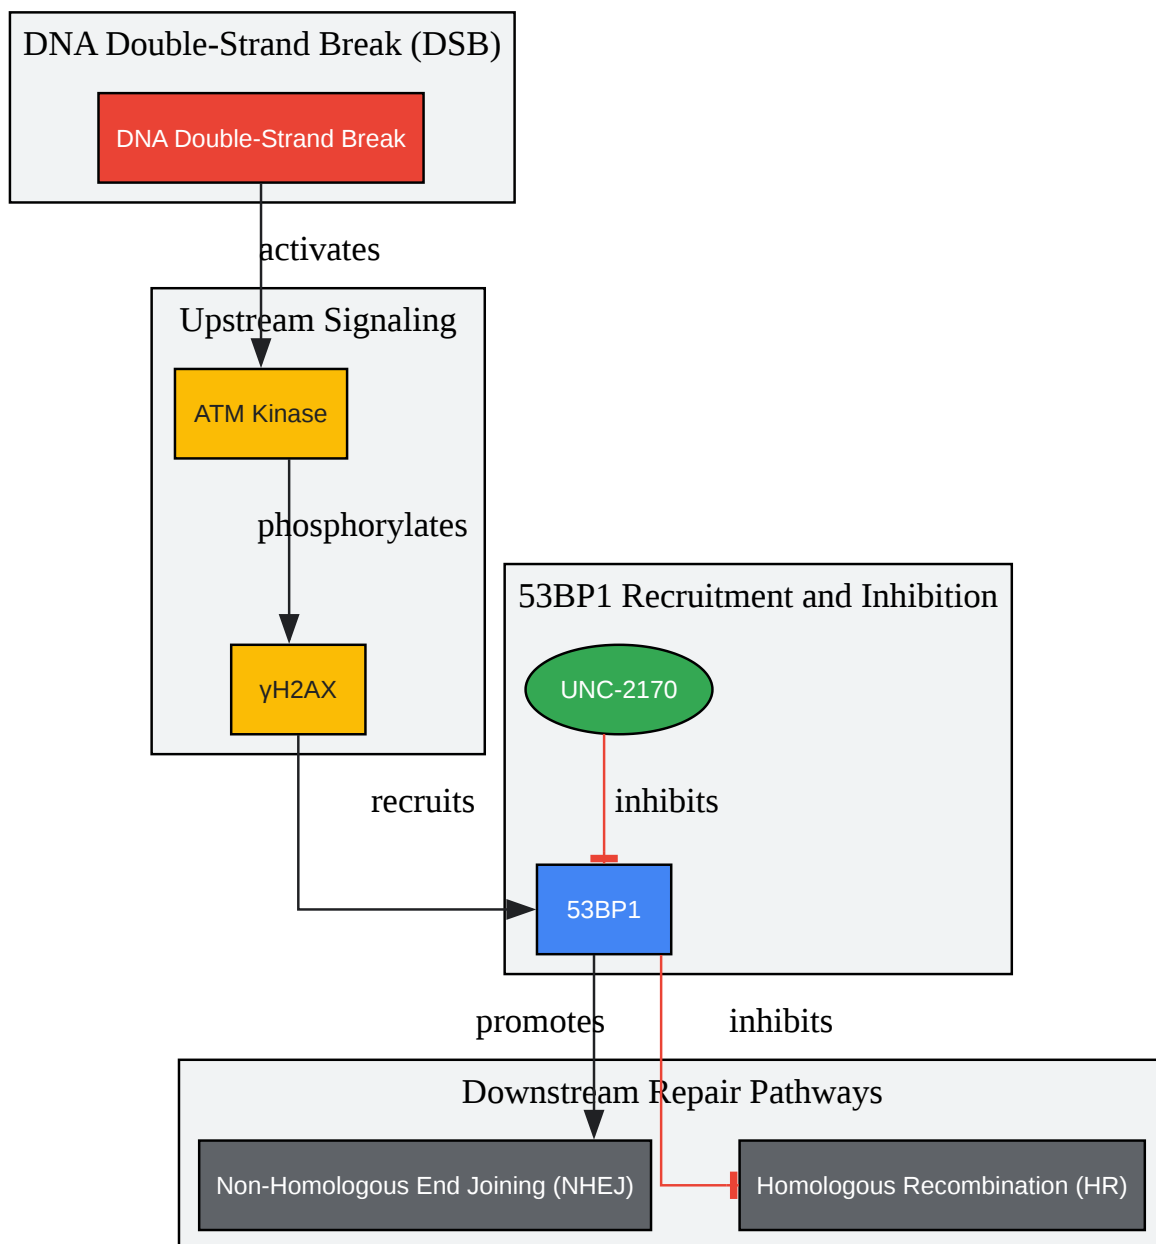 DNA Double-Strand Break (DSB)
DNA Double-Strand Break
activates
Upstream Signaling
ATM Kinase
phosphorylates
53BP1 Recruitment and Inhibition
γH2AX
UNC-2170
recruits
inhibits
53BP1
promotes
inhibits
Downstream Repair Pathways
Non-Homologous End Joining (NHEJ)
Homologous Recombination (HR)